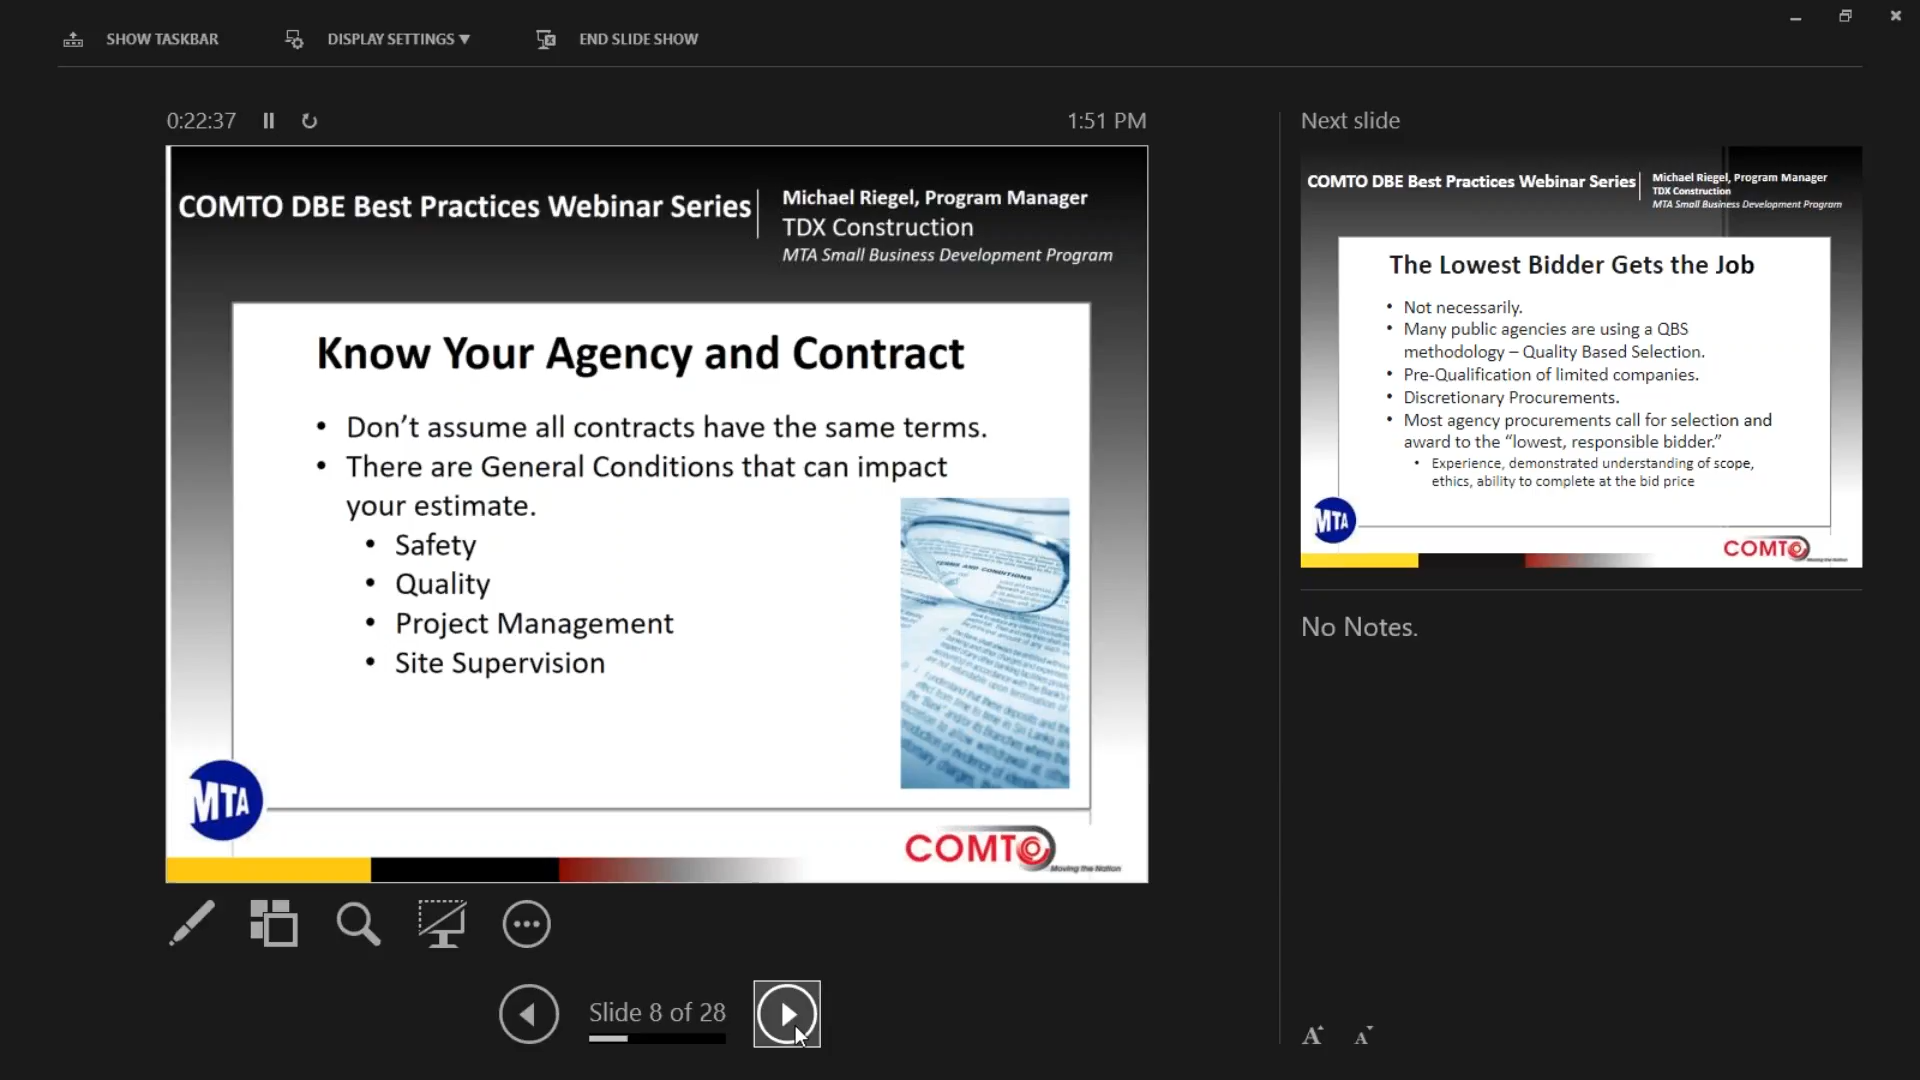 SHOW TASKBAR
DISPLAY SETTINGS ▼
END SLIDE SHOW
0:22:37
1:51 PM
COMTO DBE Best Practices Webinar Series
Michael Riegel, Program Manager
TDX Construction
MTA Small Business Development Program
Know Your Agency and Contract
• Don’t assume all contracts have the same terms.
• There are General Conditions that can impact
your estimate.
• Safety
• Quality
• Project Management
• Site Supervision
TERMS AND CONDITIONS
MTA
COMTO
Moving the Nation
Slide 8 of 28
Next slide
COMTO DBE Best Practices Webinar Series
Michael Riegel, Program Manager
TDX Construction
MTA Small Business Development Program
The Lowest Bidder Gets the Job
• Not necessarily.
• Many public agencies are using a QBS
methodology – Quality Based Selection.
• Pre-Qualification of limited companies.
• Discretionary Procurements.
• Most agency procurements call for selection and
award to the “lowest, responsible bidder.”
• Experience, demonstrated understanding of scope,
ethics, ability to complete at the bid price
MTA
COMTO
Moving the Nation
No Notes.
A A